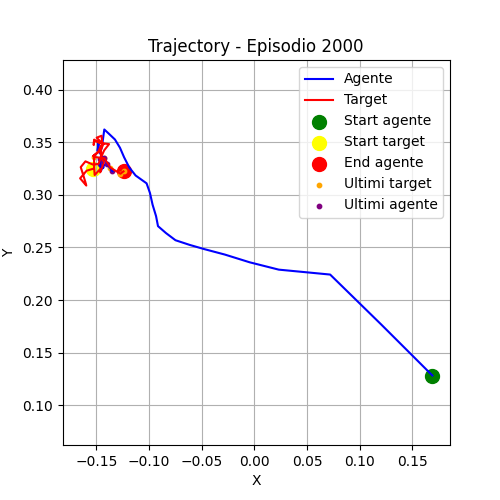 Trajectory - Episodio 2000
Agente
Target
Start agente
Start target
End agente
Ultimi target
Ultimi agente
0.40
0.35
0.30
0.25
0.20
0.15
0.10
Y
−0.15 −0.10 −0.05 0.00 0.05 0.10 0.15
X